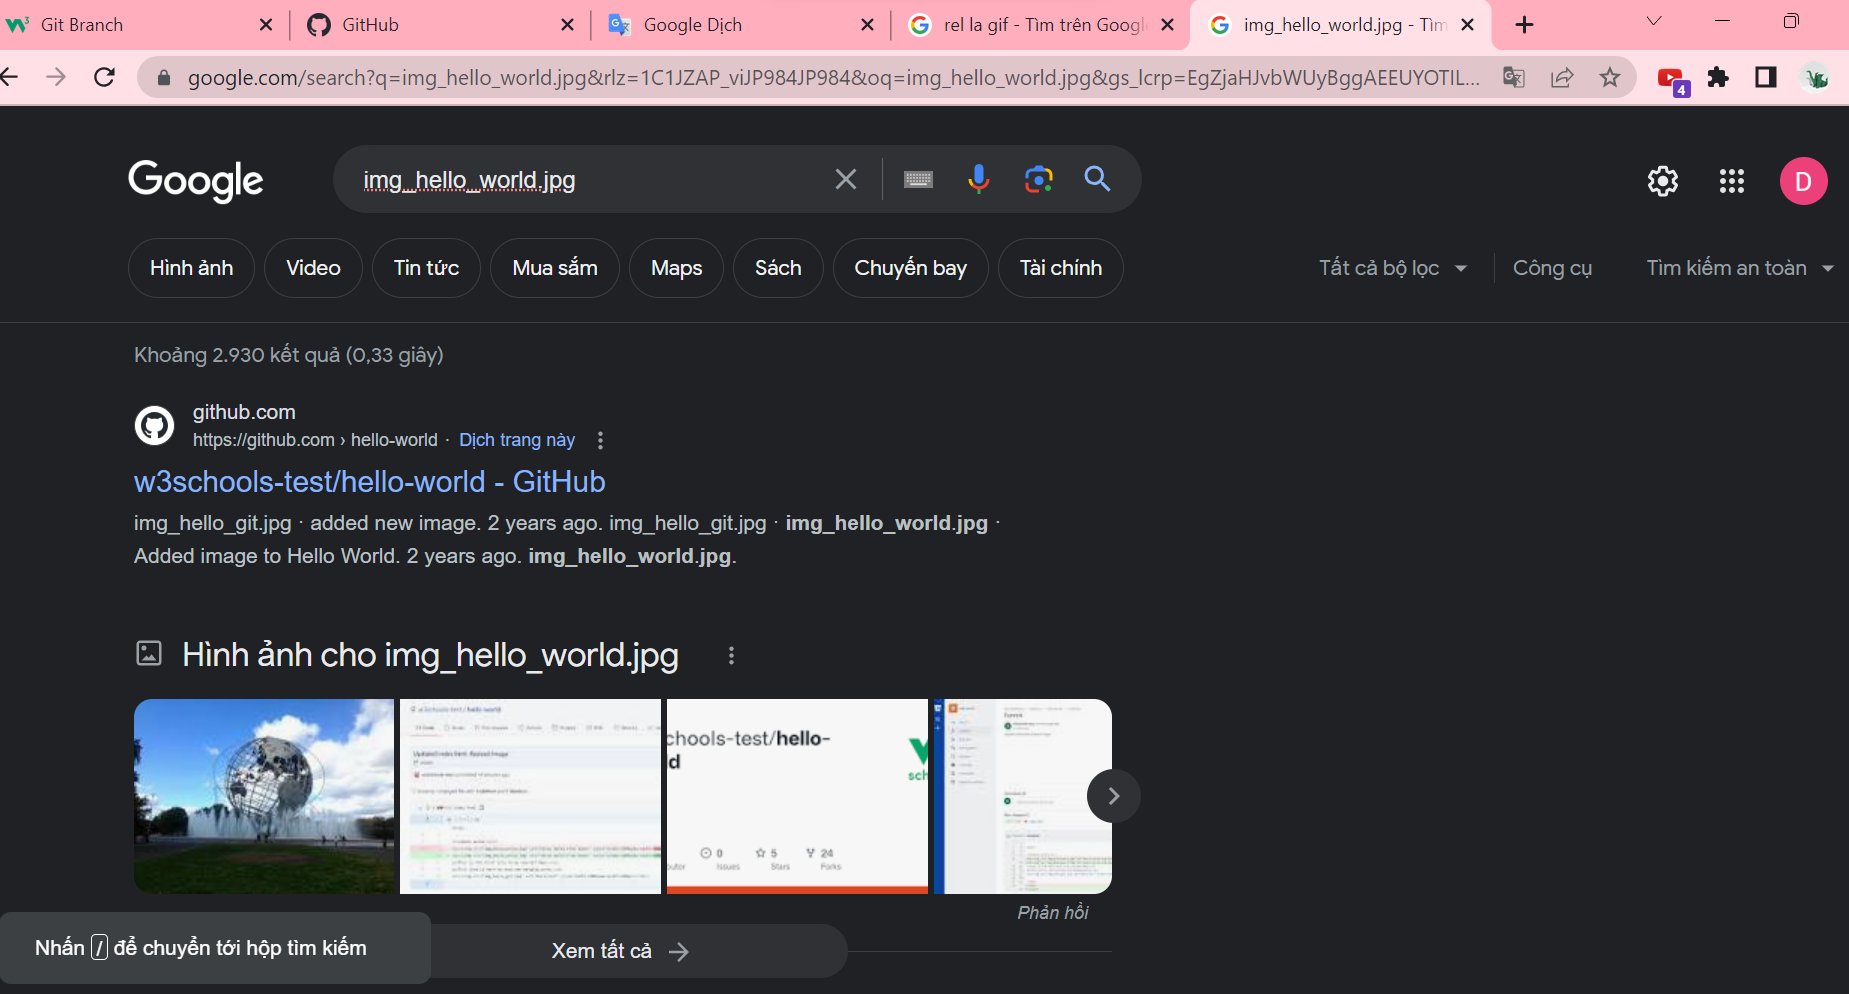 Git Branch
GitHub
Google Dịch
rel la gif - Tìm trên Googl
img_hello_world.jpg - Tìm
google.com/search?q=img_hello_world.jpg&rlz=1C1JZAP_viJP984JP984&oq=img_hello_world.jpg&gs_lcrp=EgZjaHJvbWUyBggAEEUYOTIL...
4
Google
img_hello_world.jpg
D
Hình ảnh
Video
Tin tức
Mua sắm
Maps
Sách
Chuyến bay
Tài chính
Tất cả bộ lọc
Công cụ
Tìm kiếm an toàn
Khoảng 2.930 kết quả (0,33 giây)
github.com
https://github.com › hello-world · Dịch trang này
w3schools-test/hello-world - GitHub
img_hello_git.jpg · added new image. 2 years ago. img_hello_git.jpg · img_hello_world.jpg ·
Added image to Hello World. 2 years ago. img_hello_world.jpg.
Hình ảnh cho img_hello_world.jpg
chools-test/hello-
d
sch
0
5
24
Issues
Stars
Forks
Phản hồi
Nhấn / để chuyển tới hộp tìm kiếm
Xem tất cả